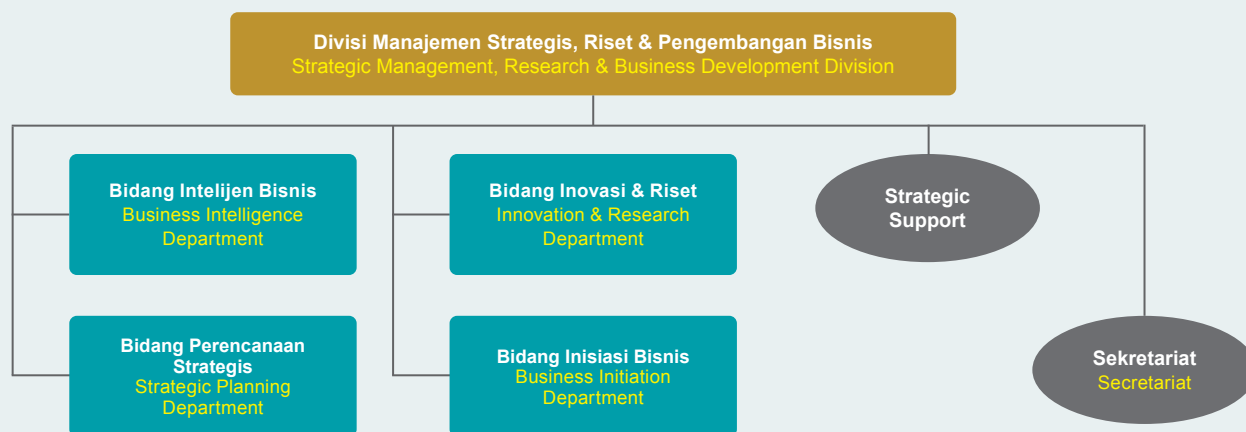 Divisi Manajemen Strategis, Riset & Pengembangan Bisnis
Strategic Management, Research & Business Development Division
Bidang Intelijen Bisnis
Business Intelligence
Department
Bidang Inovasi & Riset
Innovation & Research
Department
Strategic
Support
Bidang Perencanaan
Strategis
Strategic Planning
Department
Bidang Inisiasi Bisnis
Business Initiation
Department
Sekretariat
Secretariat